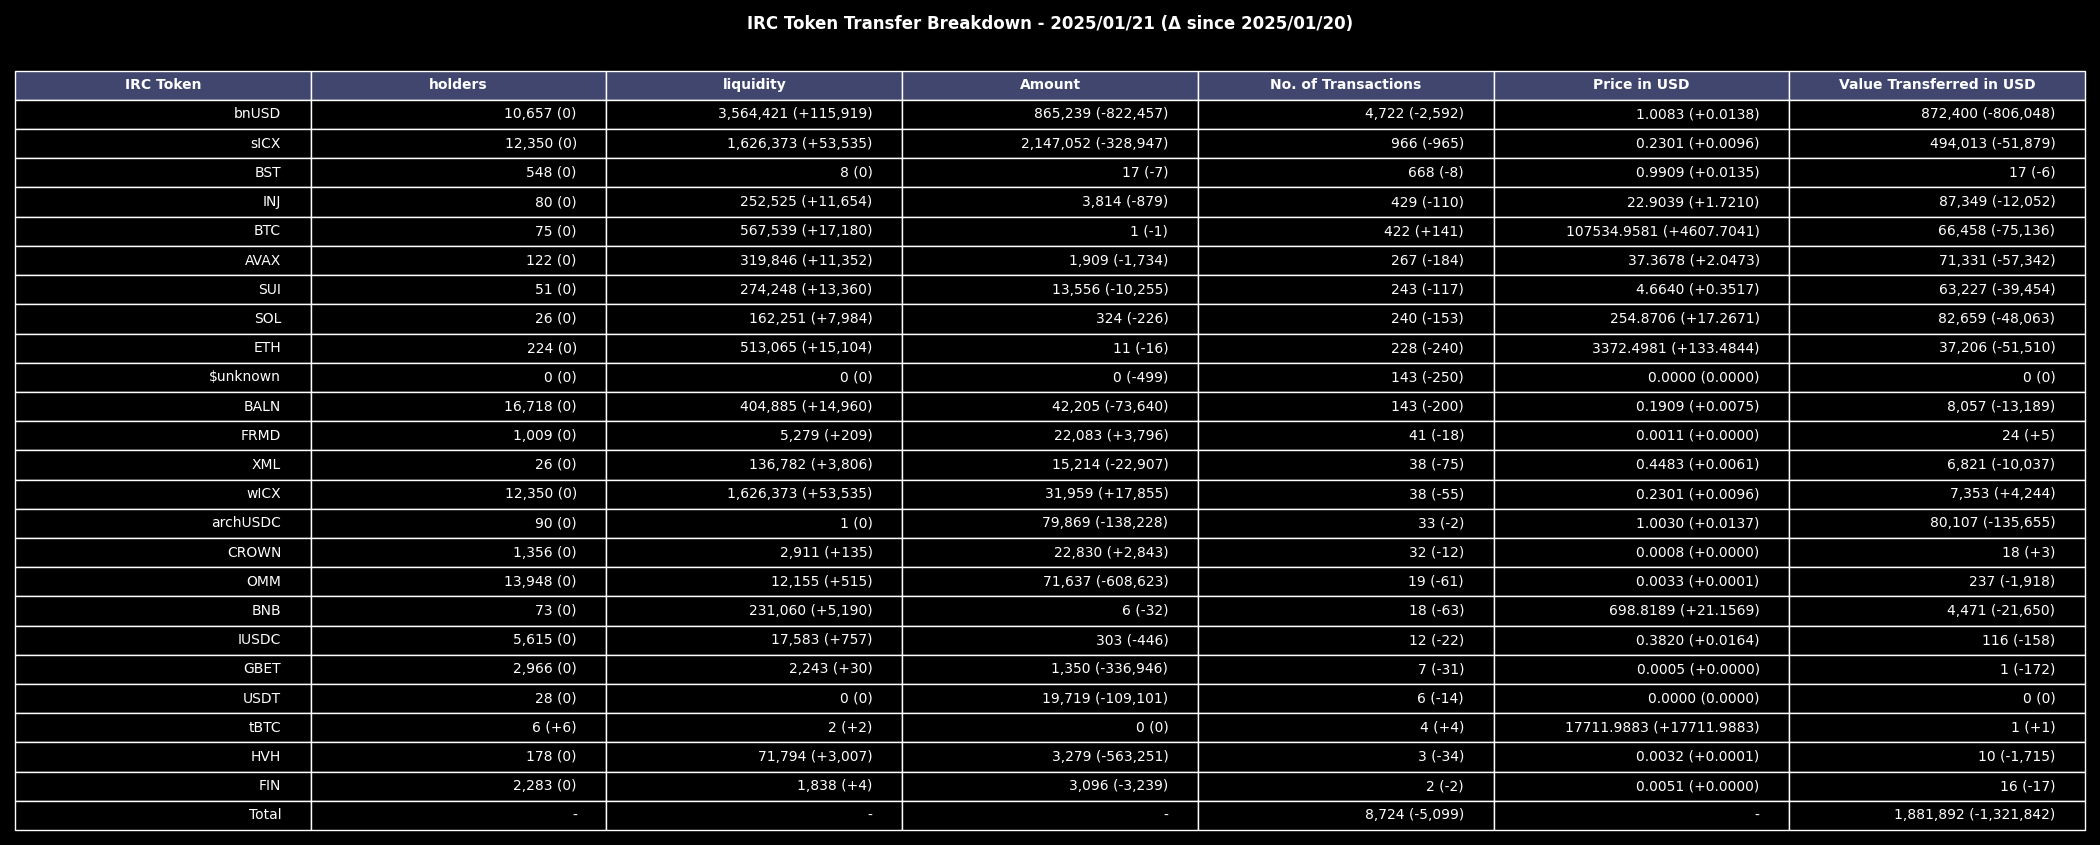 IRC Token Transfer Breakdown - 2025/01/21 (Δ since 2025/01/20)
IRC Token holders liquidity Amount No. of Transactions Price in USD Value Transferred in USD
bnUSD 10,657 (0) 3,564,421 (+115,919) 865,239 (-822,457) 4,722 (-2,592) 1.0083 (+0.0138) 872,400 (-806,048)
sICX 12,350 (0) 1,626,373 (+53,535) 2,147,052 (-328,947) 966 (-965) 0.2301 (+0.0096) 494,013 (-51,879)
BST 548 (0) 8 (0) 17 (-7) 668 (-8) 0.9909 (+0.0135) 17 (-6)
INJ 80 (0) 252,525 (+11,654) 3,814 (-879) 429 (-110) 22.9039 (+1.7210) 87,349 (-12,052)
BTC 75 (0) 567,539 (+17,180) 1 (-1) 422 (+141) 107534.9581 (+4607.7041) 66,458 (-75,136)
AVAX 122 (0) 319,846 (+11,352) 1,909 (-1,734) 267 (-184) 37.3678 (+2.0473) 71,331 (-57,342)
SUI 51 (0) 274,248 (+13,360) 13,556 (-10,255) 243 (-117) 4.6640 (+0.3517) 63,227 (-39,454)
SOL 26 (0) 162,251 (+7,984) 324 (-226) 240 (-153) 254.8706 (+17.2671) 82,659 (-48,063)
ETH 224 (0) 513,065 (+15,104) 11 (-16) 228 (-240) 3372.4981 (+133.4844) 37,206 (-51,510)
$unknown 0 (0) 0 (0) 0 (-499) 143 (-250) 0.0000 (0.0000) 0 (0)
BALN 16,718 (0) 404,885 (+14,960) 42,205 (-73,640) 143 (-200) 0.1909 (+0.0075) 8,057 (-13,189)
FRMD 1,009 (0) 5,279 (+209) 22,083 (+3,796) 41 (-18) 0.0011 (+0.0000) 24 (+5)
XML 26 (0) 136,782 (+3,806) 15,214 (-22,907) 38 (-75) 0.4483 (+0.0061) 6,821 (-10,037)
wICX 12,350 (0) 1,626,373 (+53,535) 31,959 (+17,855) 38 (-55) 0.2301 (+0.0096) 7,353 (+4,244)
archUSDC 90 (0) 1 (0) 79,869 (-138,228) 33 (-2) 1.0030 (+0.0137) 80,107 (-135,655)
CROWN 1,356 (0) 2,911 (+135) 22,830 (+2,843) 32 (-12) 0.0008 (+0.0000) 18 (+3)
OMM 13,948 (0) 12,155 (+515) 71,637 (-608,623) 19 (-61) 0.0033 (+0.0001) 237 (-1,918)
BNB 73 (0) 231,060 (+5,190) 6 (-32) 18 (-63) 698.8189 (+21.1569) 4,471 (-21,650)
IUSDC 5,615 (0) 17,583 (+757) 303 (-446) 12 (-22) 0.3820 (+0.0164) 116 (-158)
GBET 2,966 (0) 2,243 (+30) 1,350 (-336,946) 7 (-31) 0.0005 (+0.0000) 1 (-172)
USDT 28 (0) 0 (0) 19,719 (-109,101) 6 (-14) 0.0000 (0.0000) 0 (0)
tBTC 6 (+6) 2 (+2) 0 (0) 4 (+4) 17711.9883 (+17711.9883) 1 (+1)
HVH 178 (0) 71,794 (+3,007) 3,279 (-563,251) 3 (-34) 0.0032 (+0.0001) 10 (-1,715)
FIN 2,283 (0) 1,838 (+4) 3,096 (-3,239) 2 (-2) 0.0051 (+0.0000) 16 (-17)
Total - - - 8,724 (-5,099) - 1,881,892 (-1,321,842)